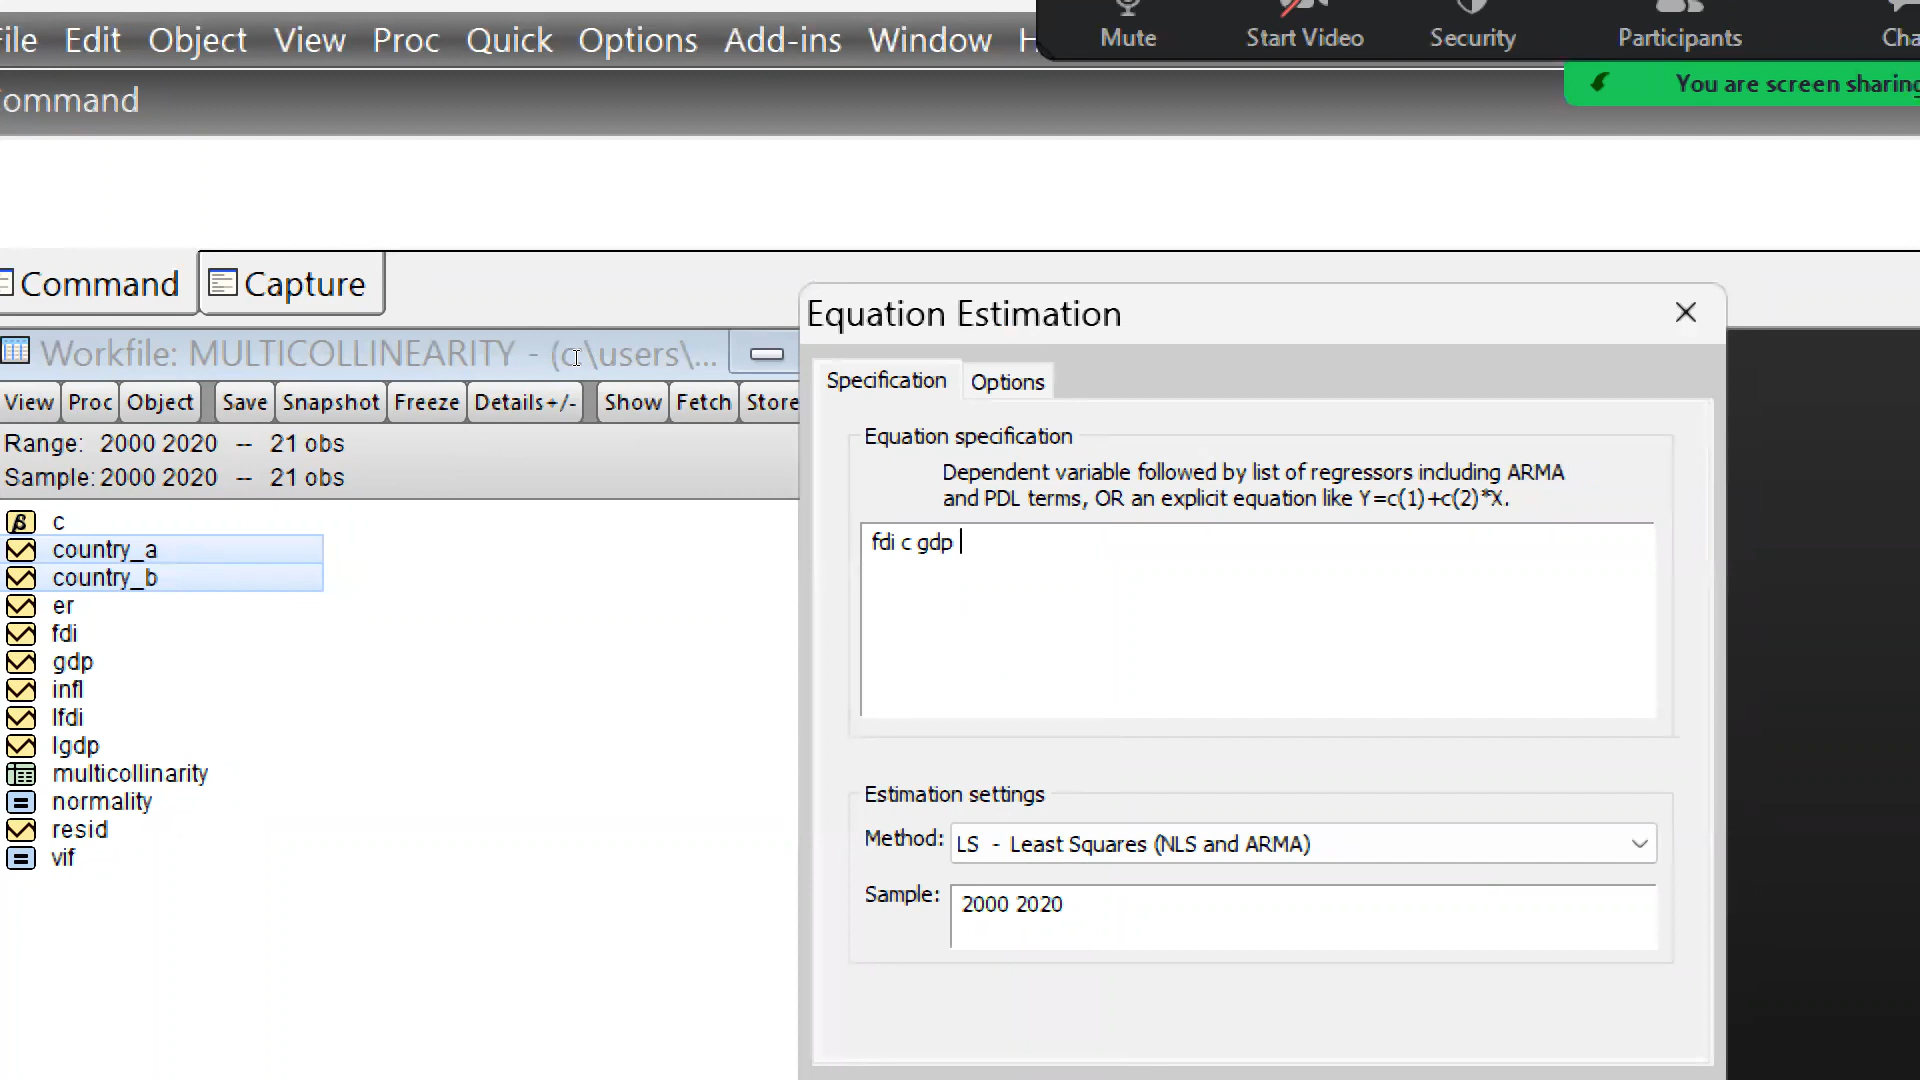 File Edit Object View Proc Quick Options Add-ins Window
Mute Start Video Security Participants
You are screen sharing
Command
Command Capture
Equation Estimation
Workfile: MULTICOLLINEARITY - (c:\users\...
Specification Options
View Proc Object Save Snapshot Freeze Details+/- Show Fetch Store
Range: 2000 2020 -- 21 obs
Sample: 2000 2020 -- 21 obs
Equation specification
Dependent variable followed by list of regressors including ARMA
and PDL terms, OR an explicit equation like Y=c(1)+c(2)*X.
fdi c gdp
c
country_a
country_b
er
fdi
gdp
infl
lfdi
lgdp
multicollinarity
normality
resid
vif
Estimation settings
Method: LS - Least Squares (NLS and ARMA)
Sample: 2000 2020